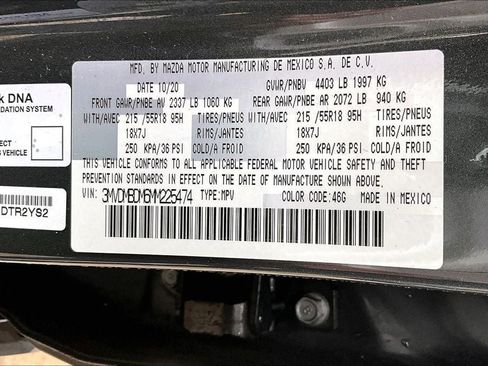 MFD. BY MAZDA MOTOR MANUFACTURING DE MEXICO S.A. DE C.V.
DATE 10/20 GVWR/PNBV 4403 LB 1997 KG
FRONT GAWR/PNBE AV 2337 LB 1060 KG REAR GAWR/PNBE AR 2072 LB 940 KG
WITH/AVEC 215 /55R18 95H TIRES/PNEUS WITH/AVEC 215 /55R18 95H TIRES/PNEUS
18X7J RIMS/JANTES 18X7J RIMS/JANTES
250 KPA/36 PSI COLD/A FROID 250 KPA/36 PSI COLD/A FROID
THIS VEHICLE CONFORMS TO ALL APPLICABLE FEDERAL MOTOR VEHICLE SAFETY AND THEFT
PREVENTION STANDARDS IN EFFECT ON THE DATE OF MANUFACTURE SHOWN ABOVE.
VIN: 3MVDMBDM6MM225474 TYPE:MPV COLOR CODE:46G MADE IN MEXICO
k DNA
DATION SYSTEM
ECT
S VEHICLE
DTR2YS2